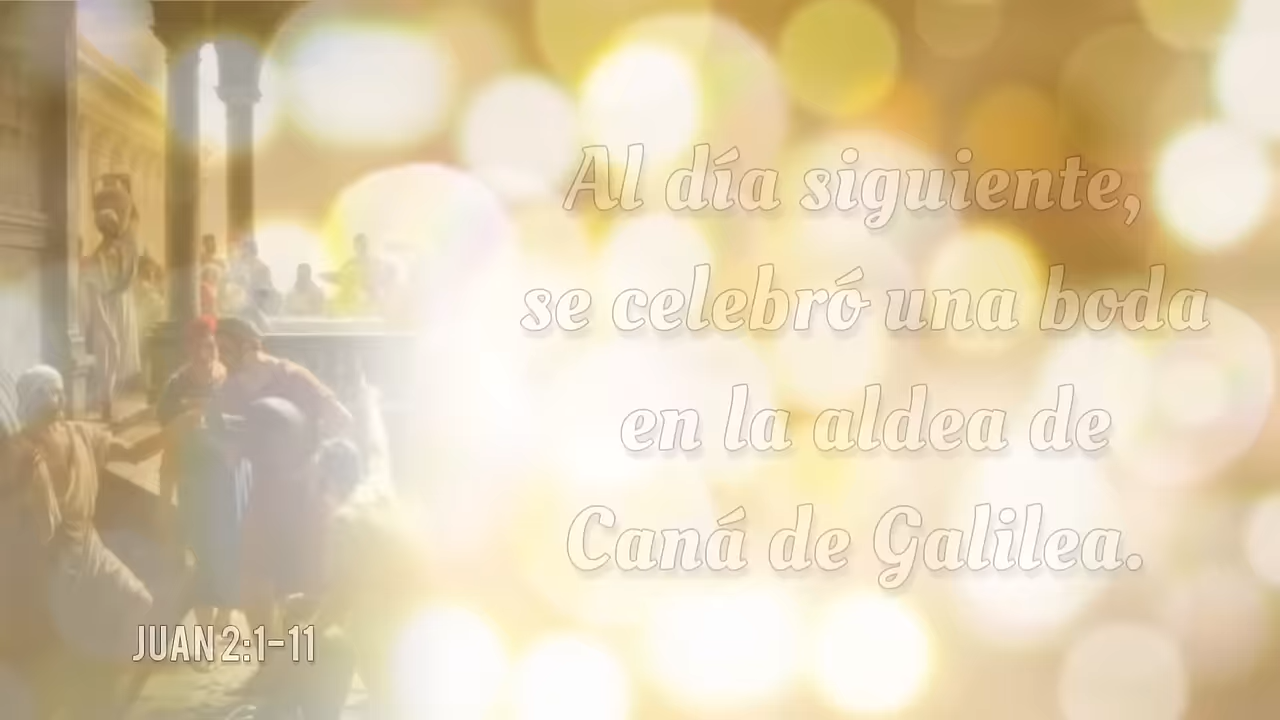 Al día siguiente,
se celebró una boda
en la aldea de
Caná de Galilea.
JUAN 2:1-11